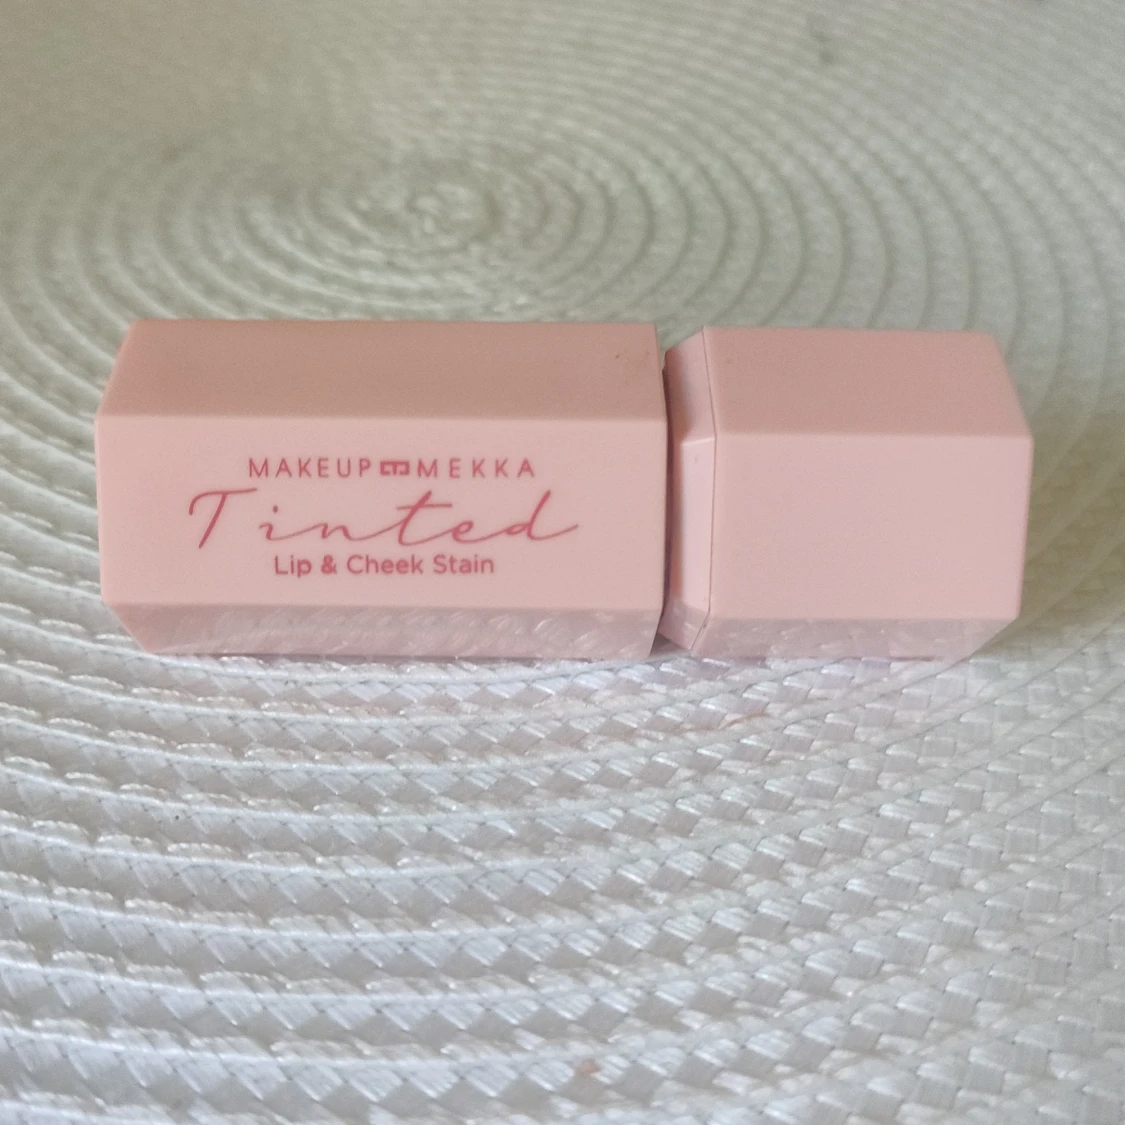 MAKEUP MEKKA
Tinted
Lip & Cheek Stain